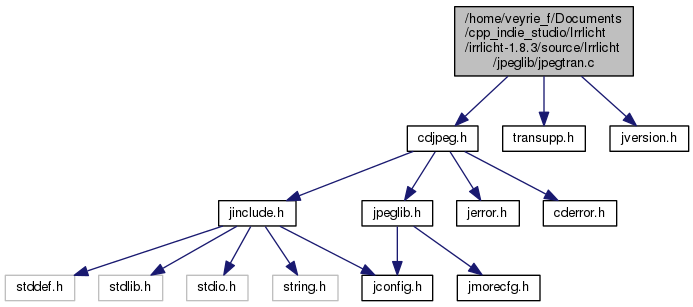 /home/veyrie_f/Documents
/cpp_indie_studio/Irrlicht
/irrlicht-1.8.3/source/Irrlicht
/jpeglib/jpegtran.c
cdjpeg.h
transupp.h
jversion.h
jinclude.h
jpeglib.h
jerror.h
cderror.h
stddef.h
stdlib.h
stdio.h
string.h
jconfig.h
jmorecfg.h